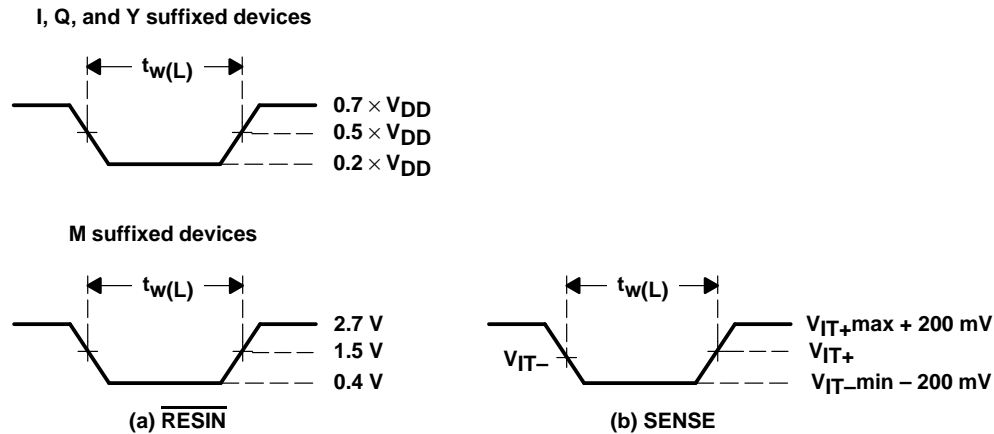 I, Q, and Y suffixed devices
tw(L)
0.7 × VDD
0.5 × VDD
0.2 × VDD
M suffixed devices
tw(L)
2.7 V
1.5 V
0.4 V
(a) RESIN
tw(L)
VIT–
VIT+max + 200 mV
VIT+
VIT–min – 200 mV
(b) SENSE